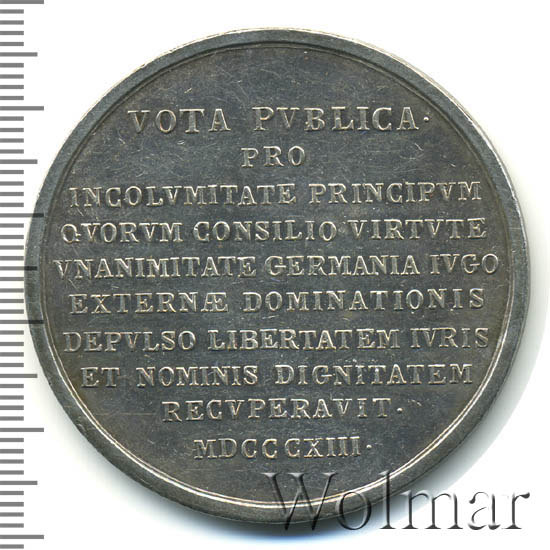 VOTA PVBLICA·
PRO
INCOLVMITATE PRINCIPVM
QVORVM CONSILIO VIRTVTE
VNANIMITATE GERMANIA IVGO
EXTERNÆ DOMINATIONIS
DEPVLSO LIBERTATEM IVRIS
ET NOMINIS DIGNITATEM
RECVPERAVIT·
MDCCCXIII·
Wolmar